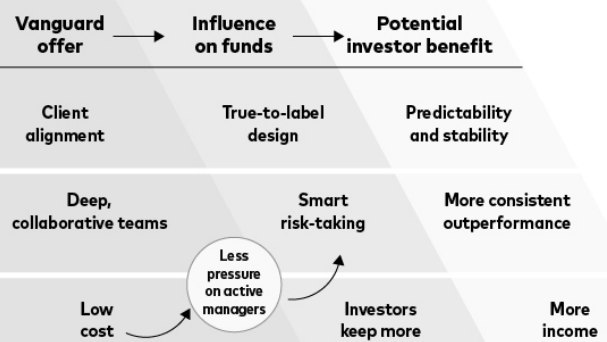 Vanguard
offer
Influence
on funds
Potential
investor benefit
Client
alignment
True-to-label
design
Predictability
and stability
Deep,
collaborative teams
Smart
risk-taking
More consistent
outperformance
Less
pressure
on active
managers
Low
cost
Investors
keep more
More
income